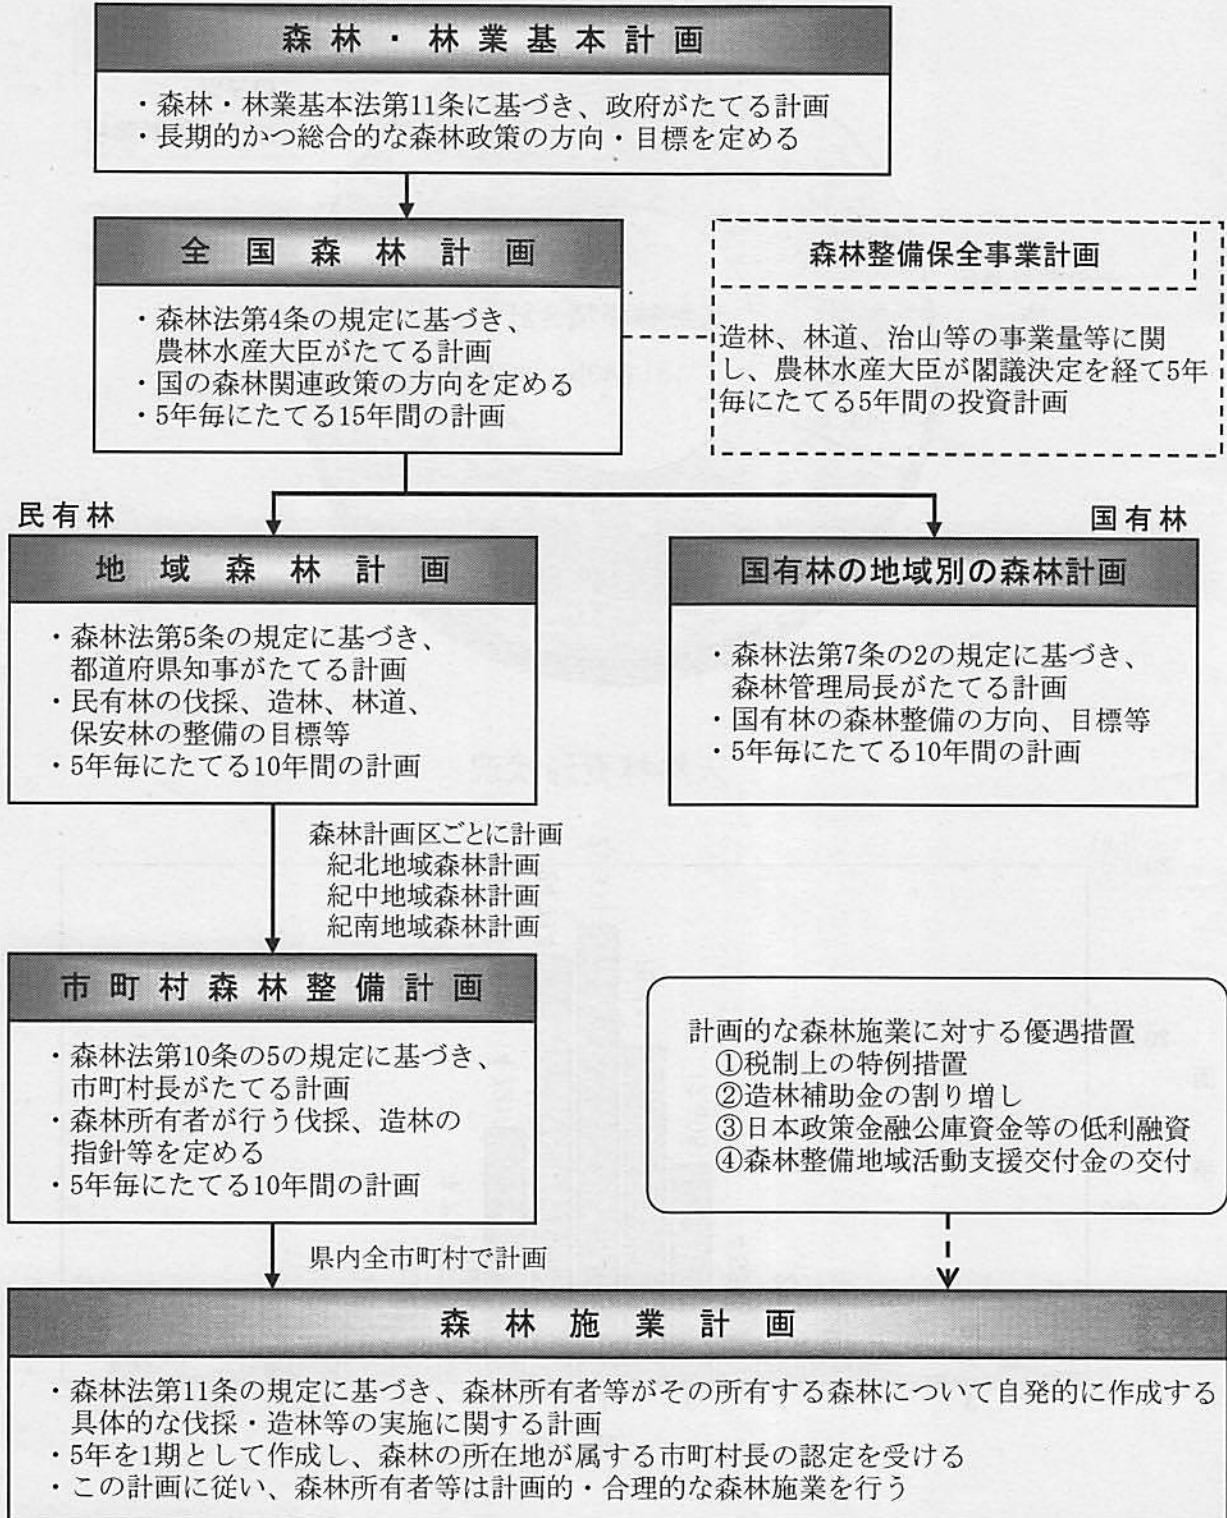 森林・林業基本計画
・森林・林業基本法第11条に基づき、政府がたてる計画
・長期的かつ総合的な森林政策の方向・目標を定める
全国森林計画
・森林法第4条の規定に基づき、
農林水産大臣がたてる計画
・国の森林関連政策の方向を定める
・5年毎にたてる15年間の計画
森林整備保全事業計画
造林、林道、治山等の事業量等に関
し、農林水産大臣が閣議決定を経て5年
毎にたてる5年間の投資計画
民有林
地域森林計画
・森林法第5条の規定に基づき、
都道府県知事がたてる計画
・民有林の伐採、造林、林道、
保安林の整備の目標等
・5年毎にたてる10年間の計画
国有林
国有林の地域別の森林計画
・森林法第7条の2の規定に基づき、
森林管理局長がたてる計画
・国有林の森林整備の方向、目標等
・5年毎にたてる10年間の計画
森林計画区ごとに計画
紀北地域森林計画
紀中地域森林計画
紀南地域森林計画
市町村森林整備計画
・森林法第10条の5の規定に基づき、
市町村長がたてる計画
・森林所有者が行う伐採、造林の
指針等を定める
・5年毎にたてる10年間の計画
計画的な森林施業に対する優遇措置
①税制上の特例措置
②造林補助金の割り増し
③日本政策金融公庫資金等の低利融資
④森林整備地域活動支援交付金の交付
県内全市町村で計画
森林施業計画
・森林法第11条の規定に基づき、森林所有者等がその所有する森林について自発的に作成する
具体的な伐採・造林等の実施に関する計画
・5年を1期として作成し、森林の所在地が属する市町村長の認定を受ける
・この計画に従い、森林所有者等は計画的・合理的な森林施業を行う